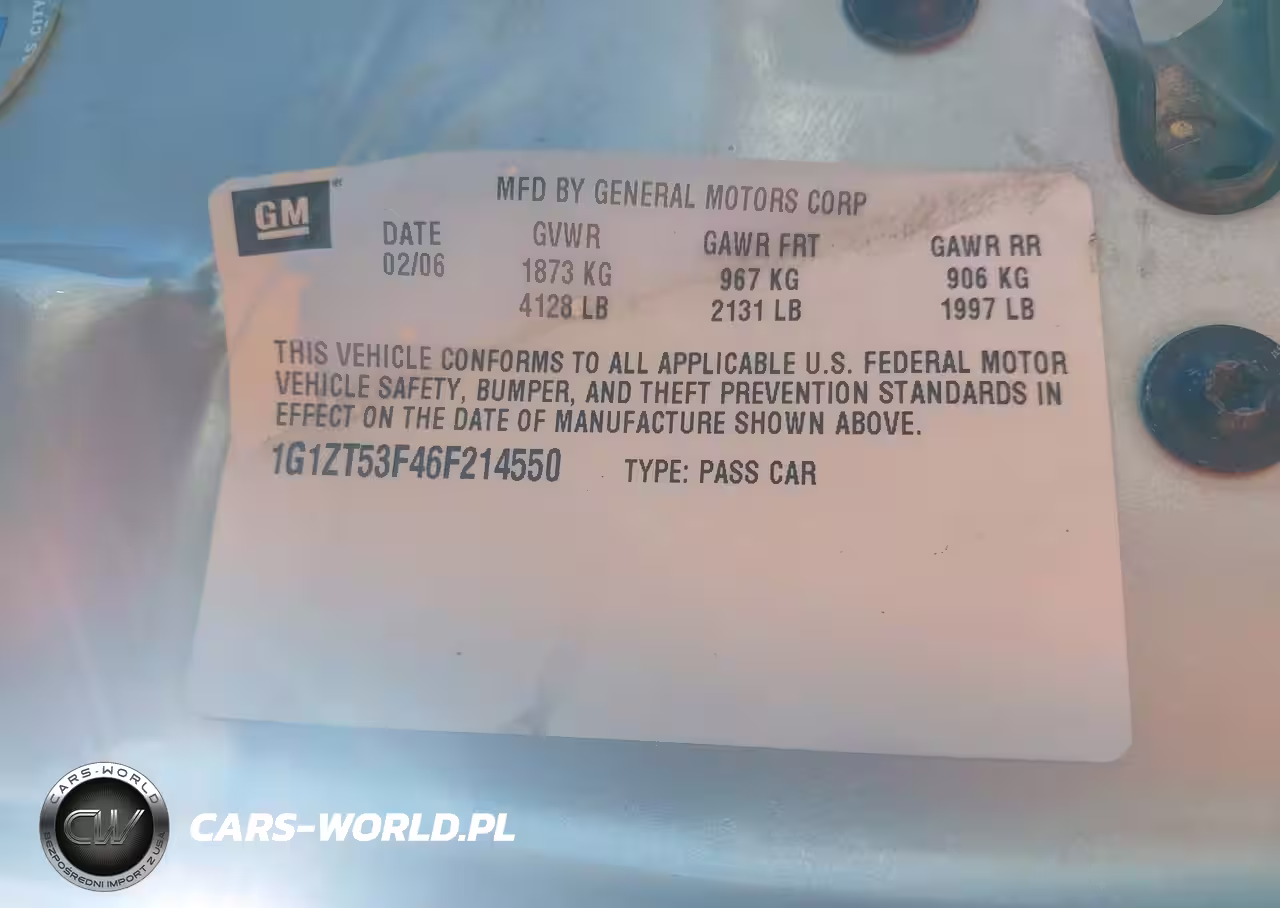 S CITY
GM
MFD BY GENERAL MOTORS CORP
DATE GVWR GAWR FRT GAWR RR
02/06 1873 KG 967 KG 906 KG
4128 LB 2131 LB 1997 LB
THIS VEHICLE CONFORMS TO ALL APPLICABLE U.S. FEDERAL MOTOR
VEHICLE SAFETY, BUMPER, AND THEFT PREVENTION STANDARDS IN
EFFECT ON THE DATE OF MANUFACTURE SHOWN ABOVE.
1G1ZT53F46F214550 TYPE: PASS CAR
CARS-WORLD
CW
BEZPOŚREDNI IMPORT Z USA
CARS-WORLD.PL